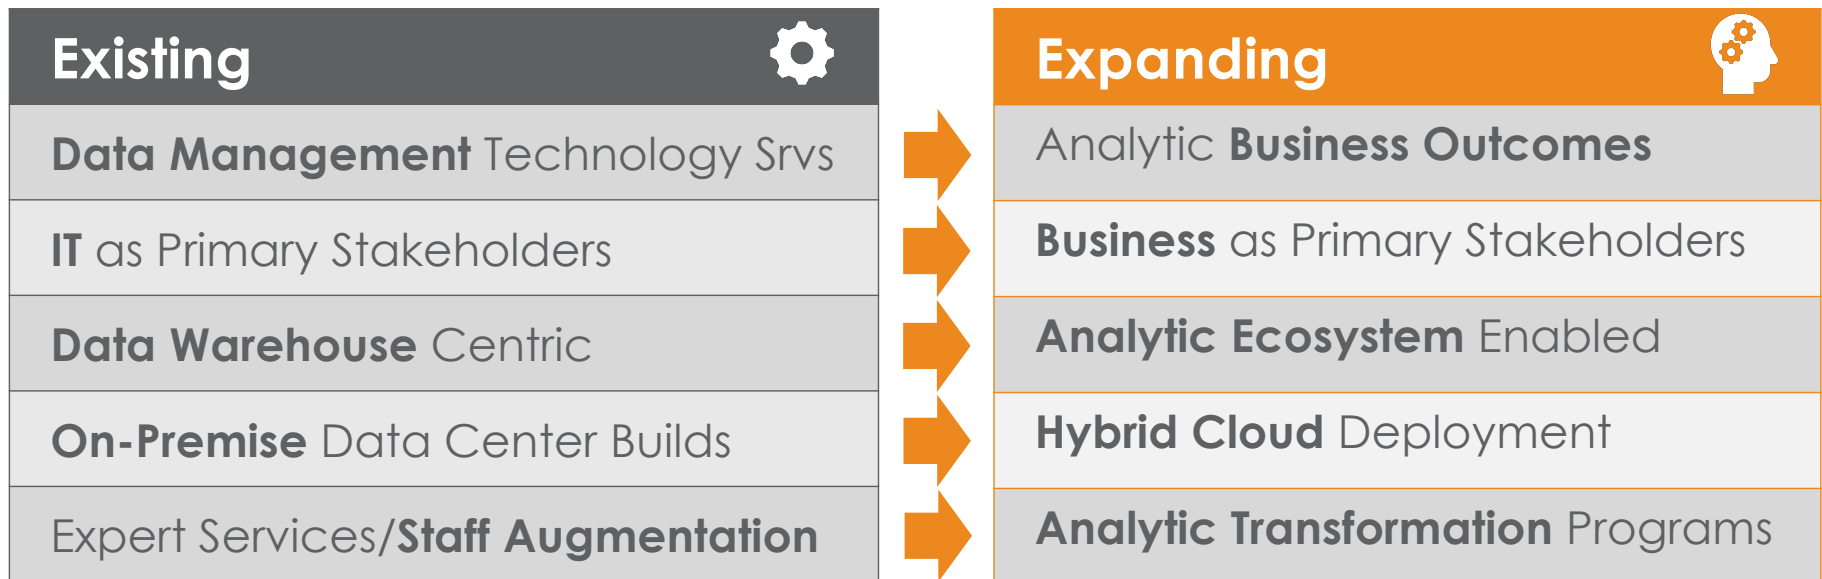 Existing
Data Management Technology Srvs
IT as Primary Stakeholders
Data Warehouse Centric
On-Premise Data Center Builds
Expert Services/Staff Augmentation
Expanding
Analytic Business Outcomes
Business as Primary Stakeholders
Analytic Ecosystem Enabled
Hybrid Cloud Deployment
Analytic Transformation Programs